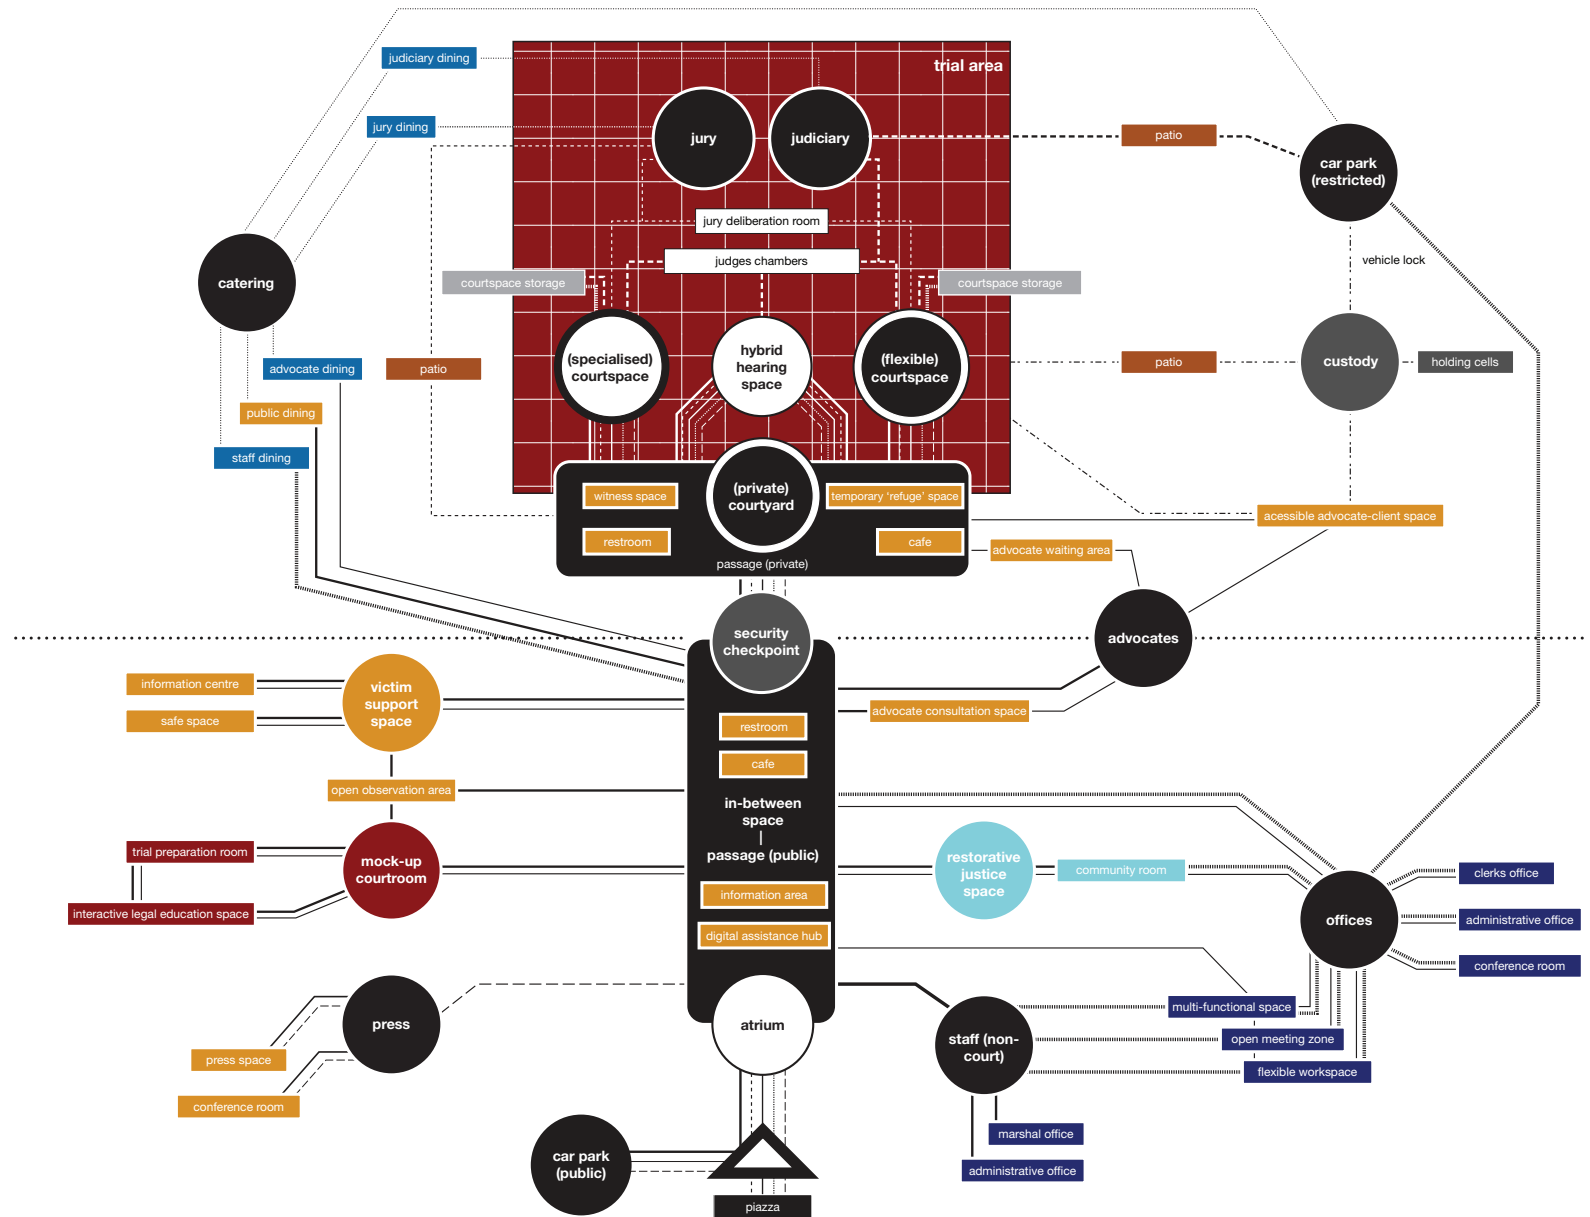 judiciary dining
trial area
jury dining
jury
judiciary
patio
car park
(restricted)
jury deliberation room
judges chambers
vehicle lock
catering
courtspace storage
courtspace storage
(specialised)
courtspace
hybrid
hearing
space
(flexible)
courtspace
advocate dining
patio
patio
custody
holding cells
public dining
staff dining
witness space
(private)
courtyard
temporary ‘refuge’ space
acessible advocate-client space
restroom
cafe
advocate waiting area
passage (private)
security
checkpoint
advocates
information centre
victim
support
space
safe space
advocate consultation space
restroom
cafe
open observation area
in-between
space
passage (public)
trial preparation room
mock-up
courtroom
restorative
justice
space
community room
clerks office
information area
interactive legal education space
offices
administrative office
digital assistance hub
conference room
multi-functional space
press
atrium
staff (non-
court)
open meeting zone
press space
flexible workspace
conference room
marshal office
car park
(public)
administrative office
piazza